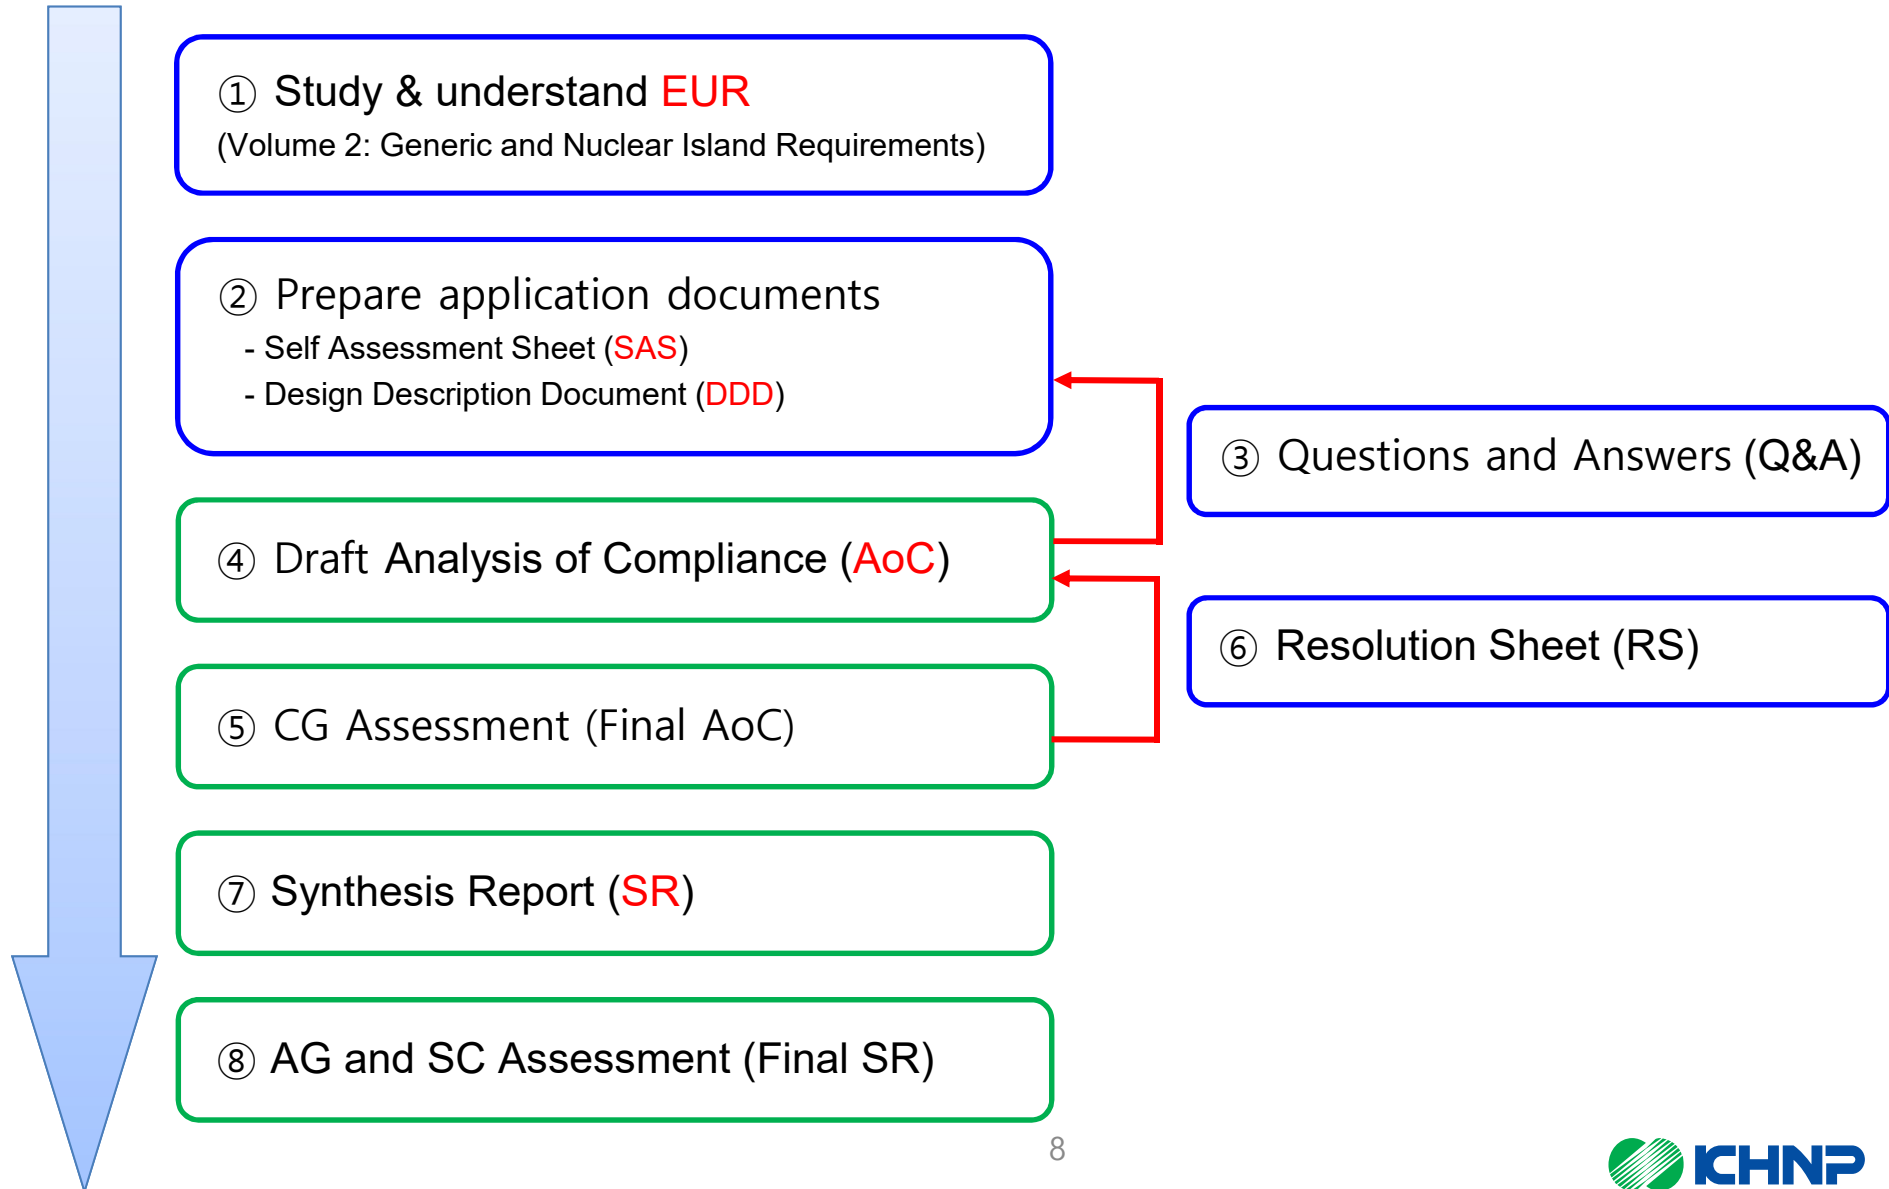 ① Study & understand EUR
(Volume 2: Generic and Nuclear Island Requirements)
② Prepare application documents
- Self Assessment Sheet (SAS)
- Design Description Document (DDD)
③ Questions and Answers (Q&A)
④ Draft Analysis of Compliance (AoC)
⑥ Resolution Sheet (RS)
⑤ CG Assessment (Final AoC)
⑦ Synthesis Report (SR)
⑧ AG and SC Assessment (Final SR)
8
KHNP